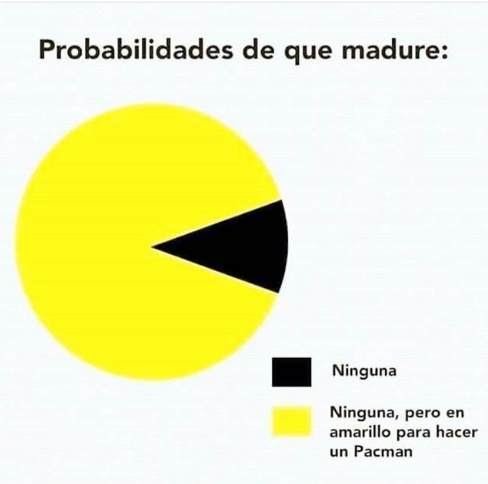 Probabilidades de que madure:
Ninguna
Ninguna, pero en
amarillo para hacer
un Pacman